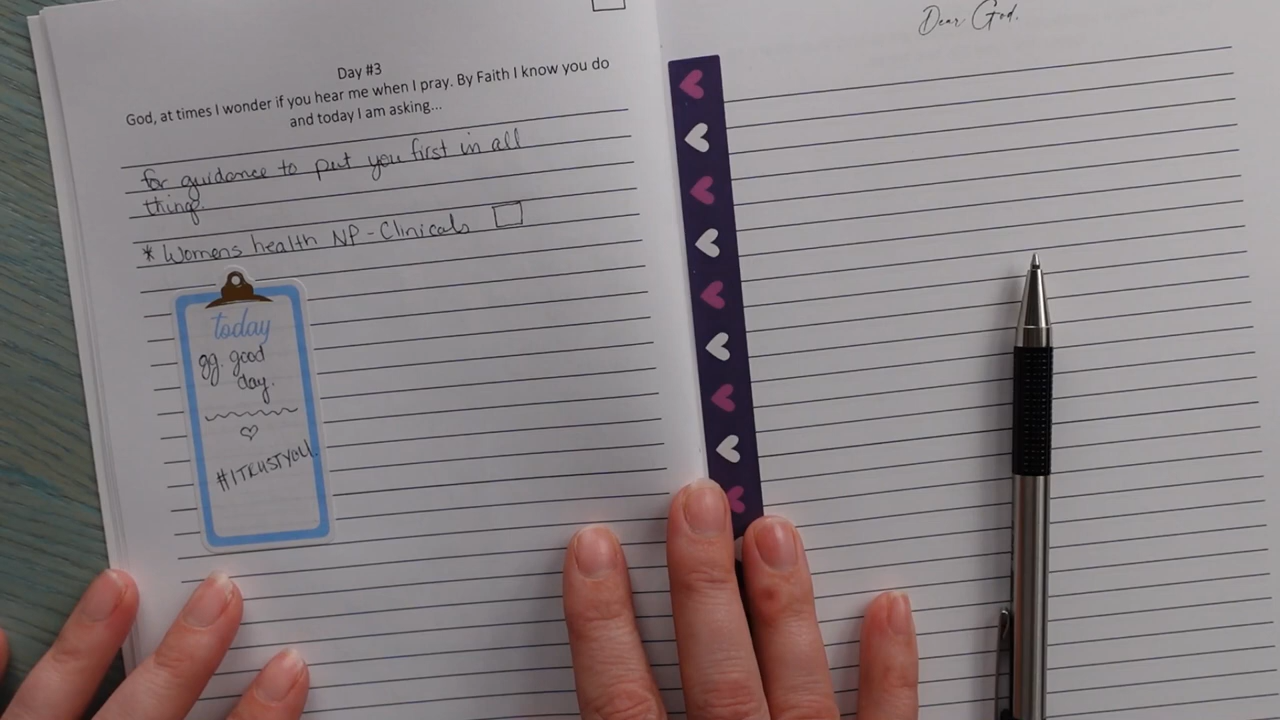 Day #3
God, at times I wonder if you hear me when I pray. By Faith I know you do
and today I am asking...
for guidance to put you first in all
thing.
* Womens health NP - Clinicals
today
gg. good
day.
#ITRUSTYOU.
Dear God,